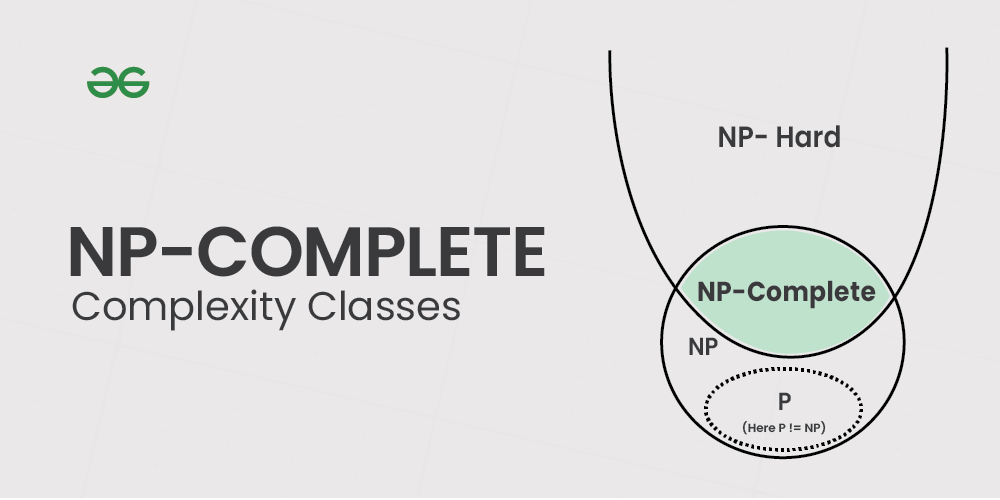 NP-COMPLETE
Complexity Classes
NP- Hard
NP-Complete
NP
P
(Here P != NP)